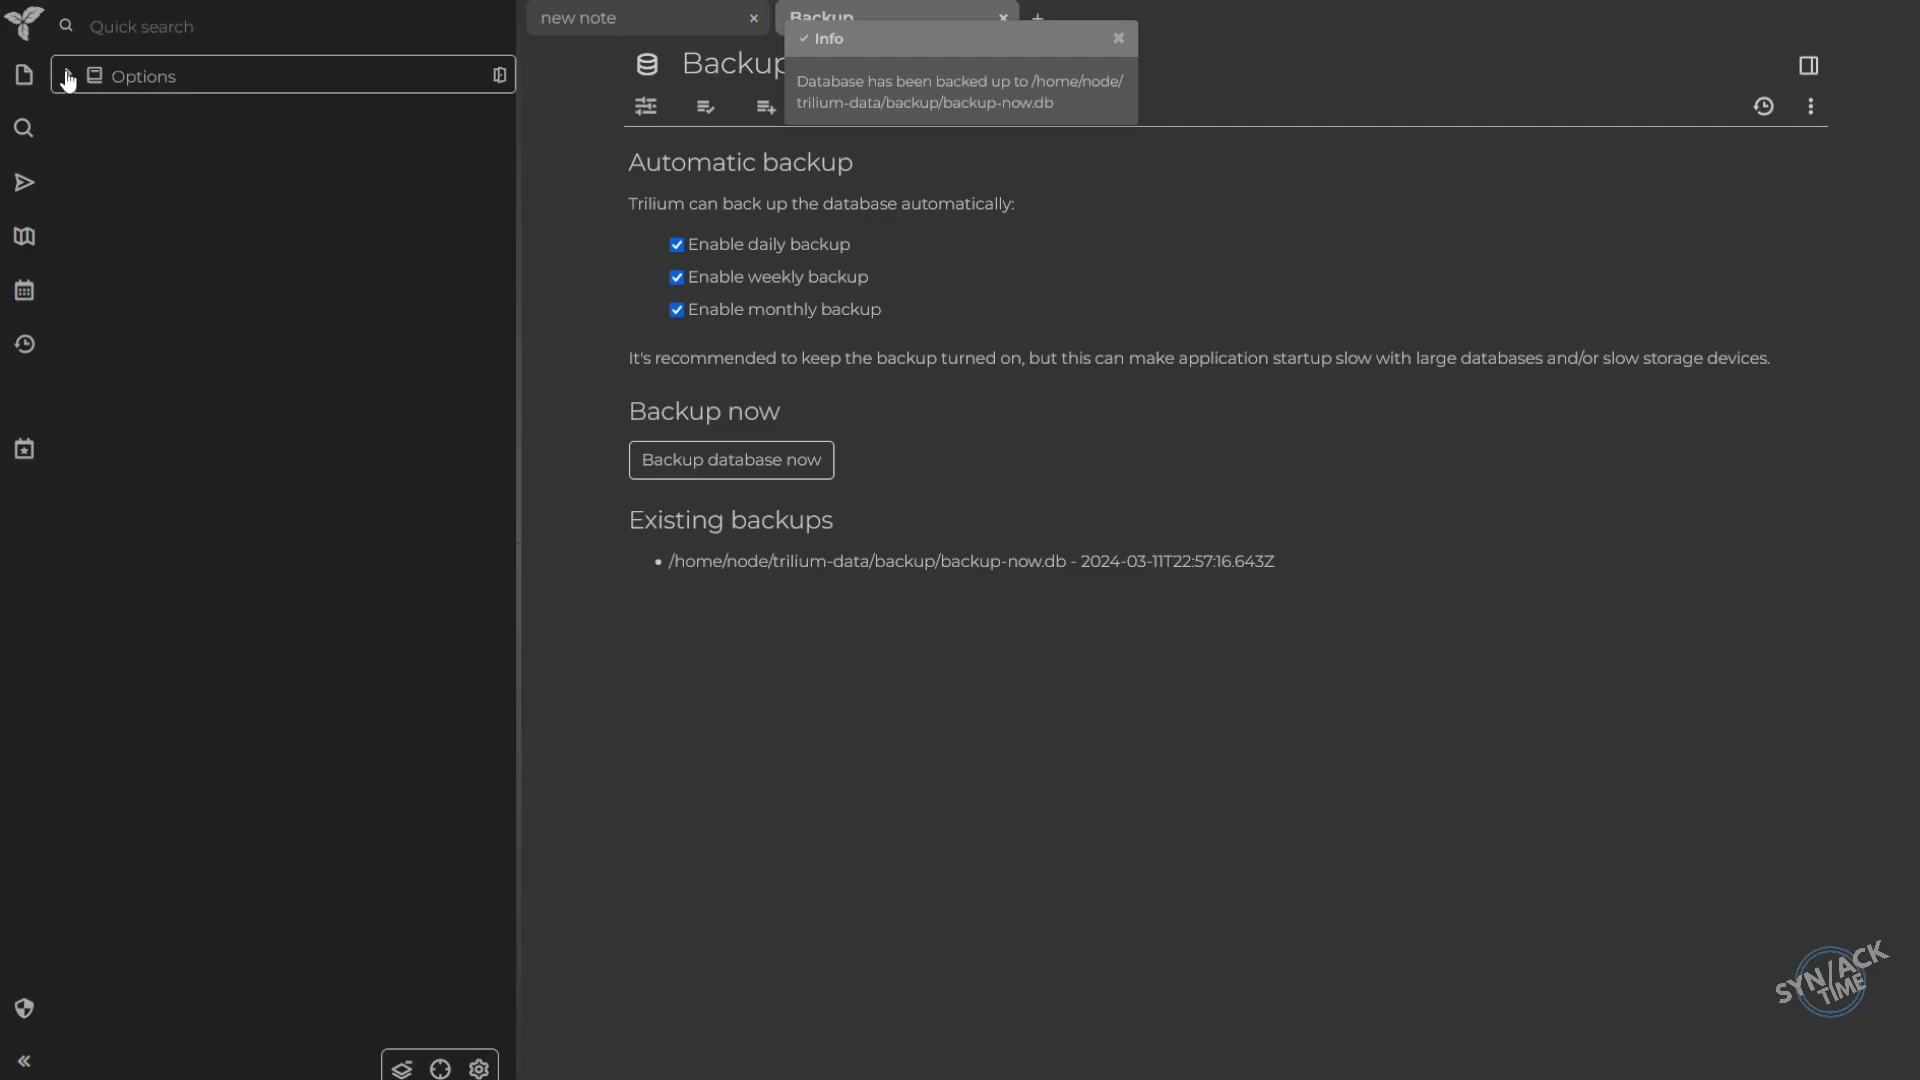 Quick search
Options
new note
Backup
Info
Database has been backed up to /home/node/
trilium-data/backup/backup-now.db
Backup
Automatic backup
Trilium can back up the database automatically:
Enable daily backup
Enable weekly backup
Enable monthly backup
It's recommended to keep the backup turned on, but this can make application startup slow with large databases and/or slow storage devices.
Backup now
Backup database now
Existing backups
/home/node/trilium-data/backup/backup-now.db - 2024-03-11T22:57:16.643Z
SYN/ACK
TIME